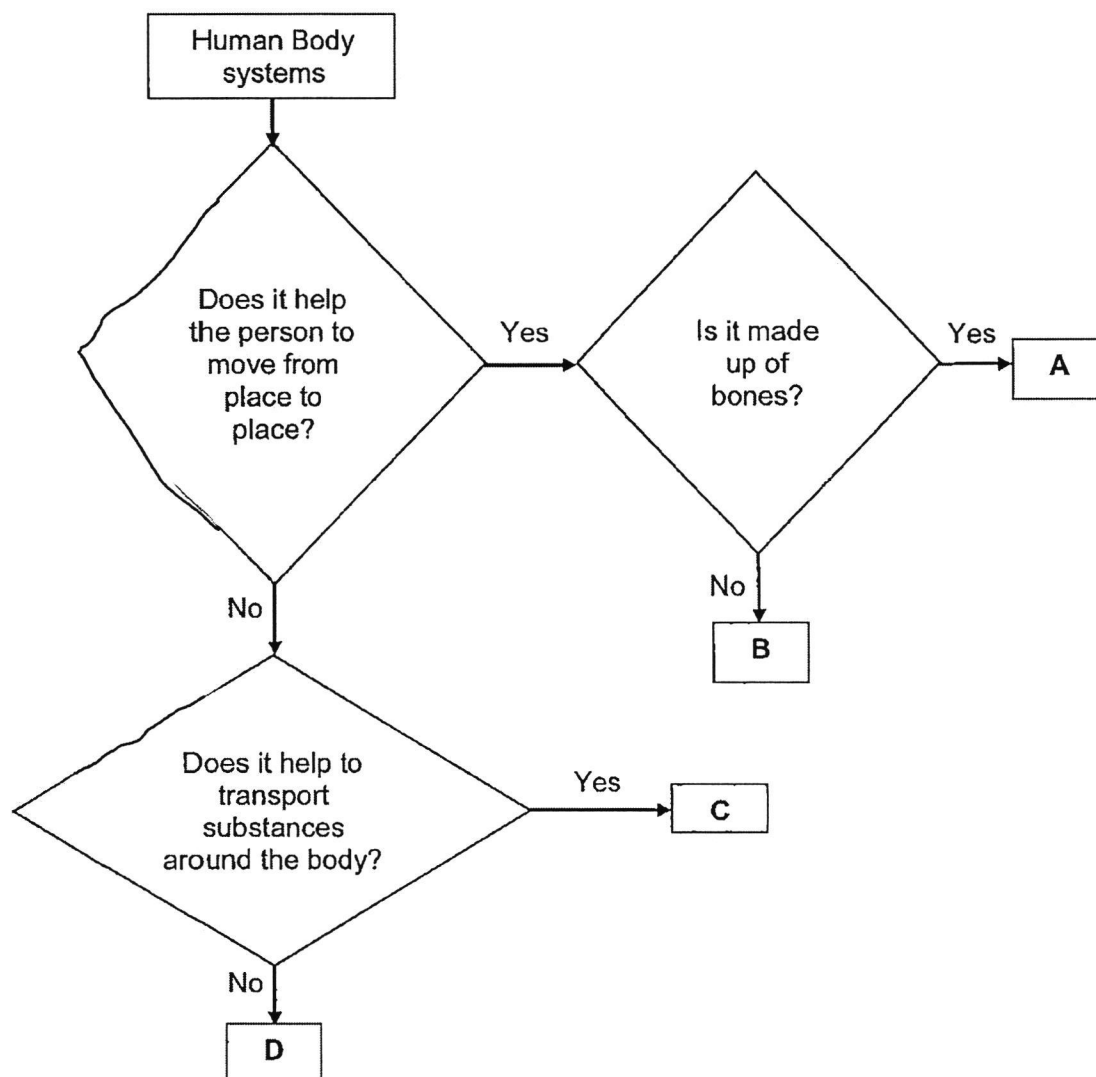 Human Body
systems
Does it help
the person to
move from
place to
place?
Yes
Is it made
up of
bones?
Yes
A
No
B
No
Does it help to
transport
substances
around the body?
Yes
C
No
D